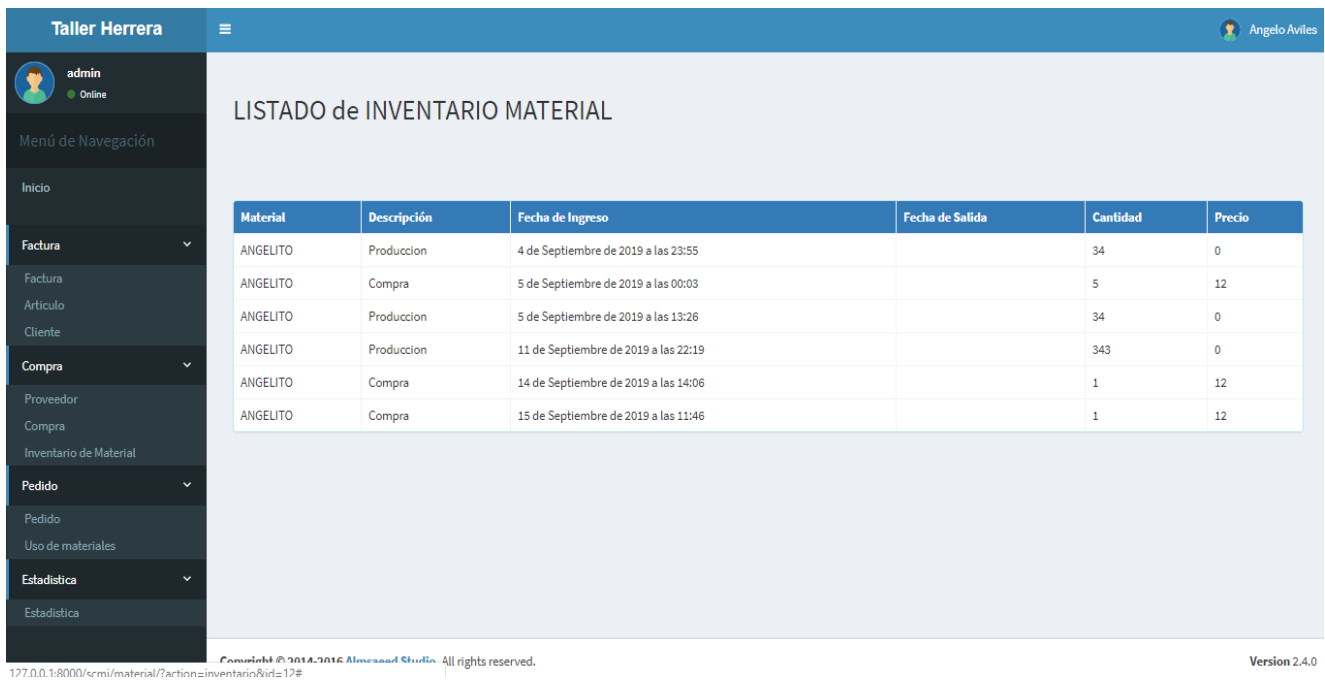 Taller Herrera
Angelo Aviles
admin
Online
Menú de Navegación
Inicio
Factura
Factura
Articulo
Cliente
Compra
Proveedor
Compra
Inventario de Material
Pedido
Pedido
Uso de materiales
Estadistica
Estadistica
LISTADO de INVENTARIO MATERIAL
Material Descripción Fecha de Ingreso Fecha de Salida Cantidad Precio
ANGELITO Produccion 4 de Septiembre de 2019 a las 23:55 34 0
ANGELITO Compra 5 de Septiembre de 2019 a las 00:03 5 12
ANGELITO Produccion 5 de Septiembre de 2019 a las 13:26 34 0
ANGELITO Produccion 11 de Septiembre de 2019 a las 22:19 343 0
ANGELITO Compra 14 de Septiembre de 2019 a las 14:06 1 12
ANGELITO Compra 15 de Septiembre de 2019 a las 11:46 1 12
Copyright © 2014-2016 Almsaeed Studio. All rights reserved.
Version 2.4.0
127.0.0.1:8000/scmi/material/?action=inventario&id=12#